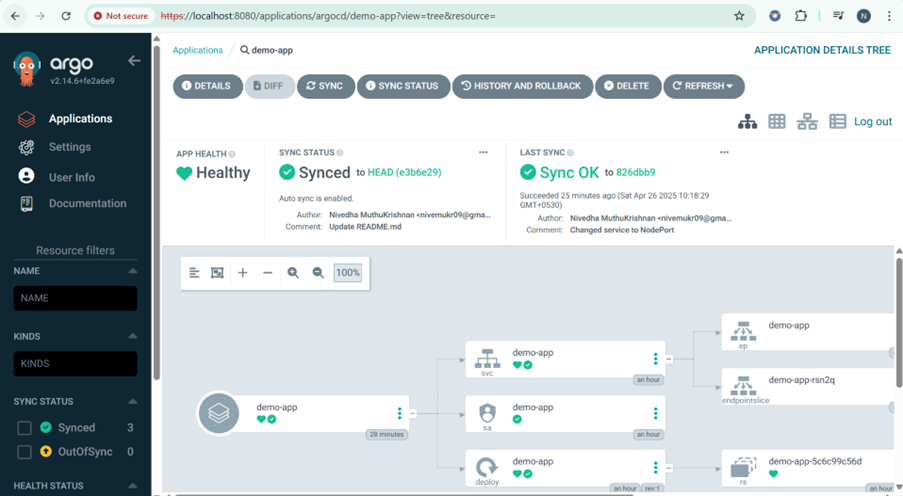 Not secure https://localhost:8080/applications/argocd/demo-app?view=tree&resource=
N
argo
v2.14.6+fe2a6e9
Applications
Settings
User Info
Documentation
Resource filters
NAME
NAME
KINDS
KINDS
SYNC STATUS
Synced 3
OutOfSync 0
HEALTH STATUS
Applications demo-app
APPLICATION DETAILS TREE
DETAILS DIFF SYNC SYNC STATUS HISTORY AND ROLLBACK DELETE REFRESH
Log out
APP HEALTH
Healthy
SYNC STATUS
Synced to HEAD (e3b6e29)
Auto sync is enabled.
Author: Nivedha MuthuKrishnan <nivemukr09@gma...
Comment: Update README.md
LAST SYNC
Sync OK to 826dbb9
Succeeded 25 minutes ago (Sat Apr 26 2025 10:18:29
GMT+0530)
Author: Nivedha MuthuKrishnan <nivemukr09@gma...
Comment: Changed service to NodePort
100%
demo-app
28 minutes
svc
demo-app
an hour
sa
demo-app
an hour
deploy
demo-app
an hour rev:1
ep
demo-app
endpointslice
demo-app-rsn2q
rs
demo-app-5c6c99c56d
an hour